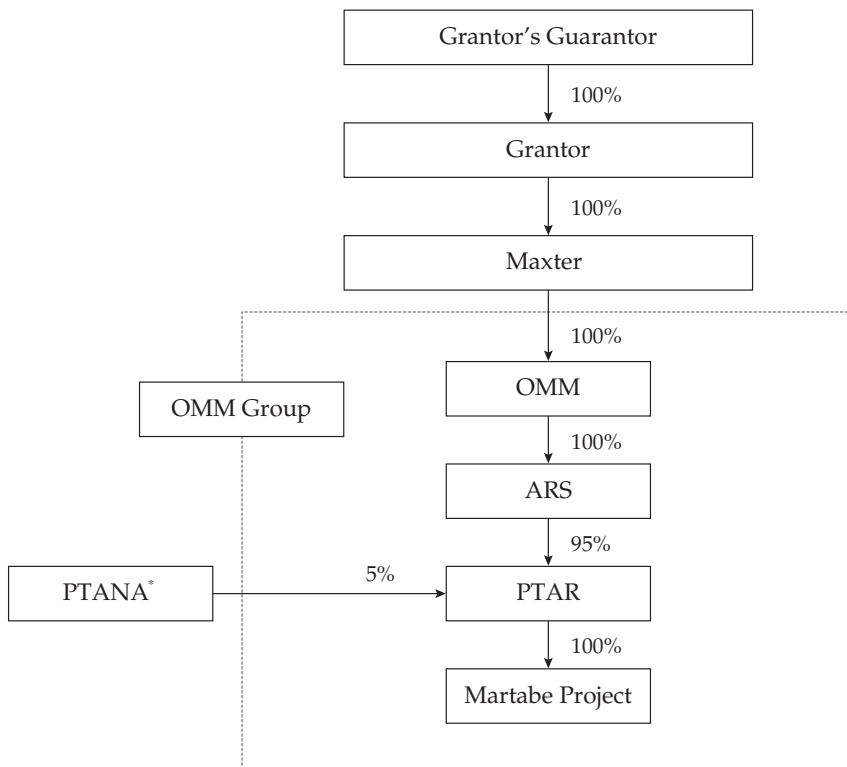 Grantor’s Guarantor
100%
Grantor
100%
Maxter
100%
OMM
OMM Group
100%
ARS
95%
5%
PTANA*
PTAR
100%
Martabe Project